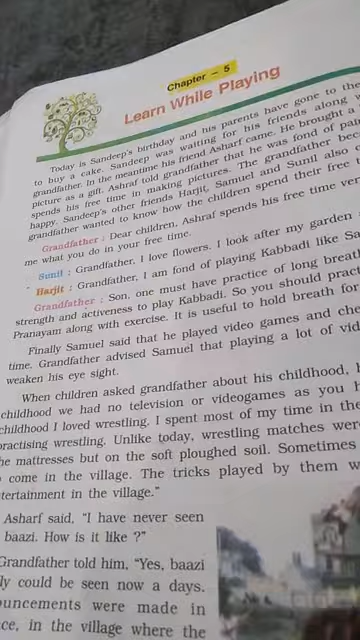 Chapter - 5
Learn While Playing
Today is Sandeep's birthday and his parents have gone to the
to buy a cake. Sandeep was waiting for his friends along
grandfather. In the meantime his friend Asharf came. He brought a
picture as a gift. Ashraf told grandfather that he was fond of
spends his free time in making pictures. The grandfather
happy. Sandeep's other friends Harjit, Samuel and Sunil also
grandfather wanted to know how the children spend their free
Grandfather : Dear children, Ashraf spends his free time
me what you do in your free time.
Sunil : Grandfather, I love flowers. I look after my garden
Harjit : Grandfather, I am fond of playing Kabbadi like
Grandfather : Son, one must have practice of long
strength and activeness to play Kabbadi. So you should
Pranayam along with exercise. It is useful to hold breath for
Finally Samuel said that he played video games and
time. Grandfather advised Samuel that playing a lot of
weaken his eye sight.
When children asked grandfather about his childhood,
childhood we had no television or videogames as you
childhood I loved wrestling. I spent most of my time in the
practising wrestling. Unlike today, wrestling matches were
mattresses but on the soft ploughed soil. Sometimes
come in the village. The tricks played by them
tertainment in the village."
Asharf said, "I have never seen
baazi. How is it like ?"
Grandfather told him, "Yes, baazi
ly could be seen now a days.
ouncements were made in
ce, in the village where the